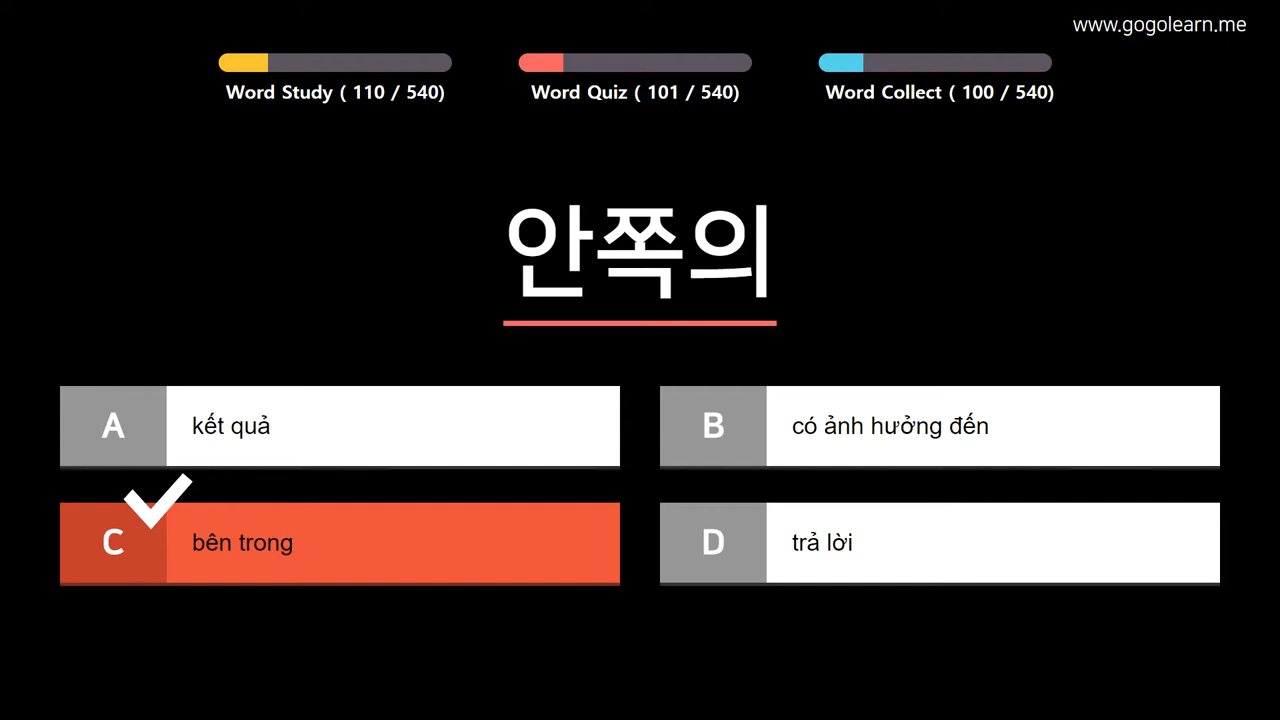 www.gogolearn.me
Word Study ( 110 / 540)
Word Quiz ( 101 / 540)
Word Collect ( 100 / 540)
안쪽의
A
kết quả
B
có ảnh hưởng đến
C
bên trong
D
trả lời